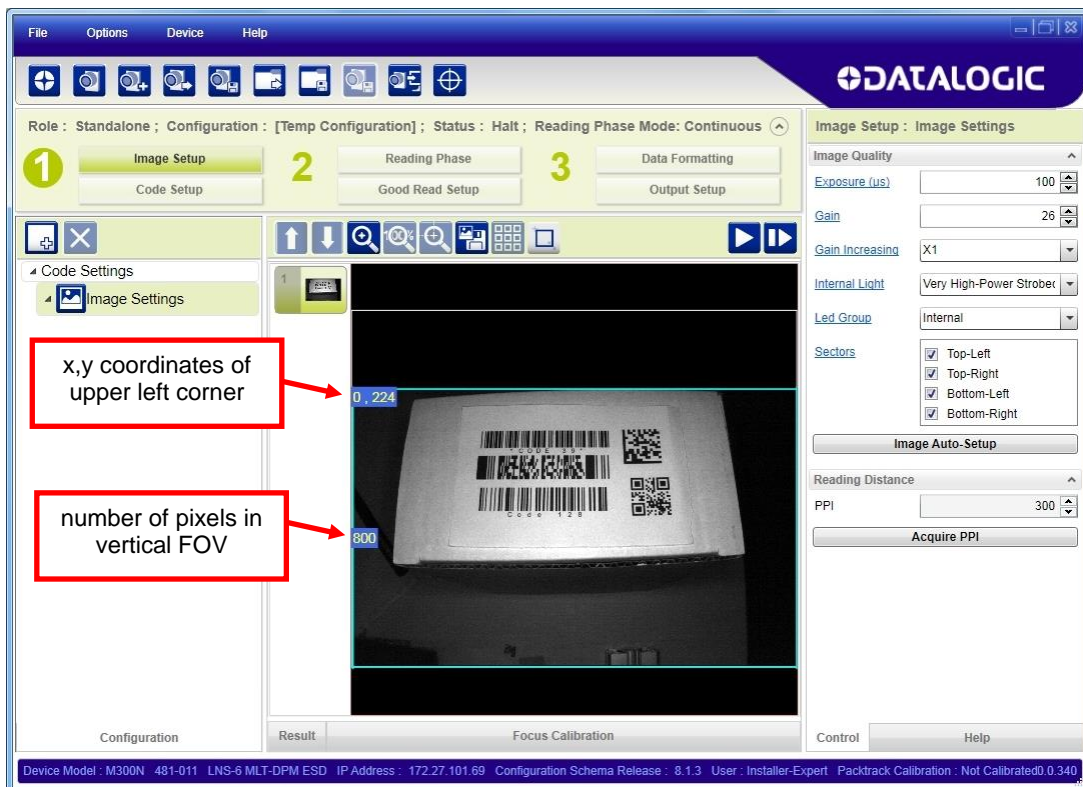 File Options Device Help
DATALOGIC
Role : Standalone ; Configuration : [Temp Configuration] ; Status : Halt ; Reading Phase Mode: Continuous
1 Image Setup 2 Reading Phase 3 Data Formatting
Code Setup Good Read Setup Output Setup
Code Settings
Image Settings
1
x,y coordinates of
upper left corner
0 , 224
*CODE 39*
Code 128
number of pixels in
vertical FOV
800
Configuration
Result Focus Calibration
Image Setup : Image Settings
Image Quality
Exposure (µs) 100
Gain 26
Gain Increasing X1
Internal Light Very High-Power Strobed
Led Group Internal
Sectors Top-Left
Top-Right
Bottom-Left
Bottom-Right
Image Auto-Setup
Reading Distance
PPI 300
Acquire PPI
Control Help
Device Model : M300N 481-011 LNS-6 MLT-DPM ESD IP Address : 172.27.101.69 Configuration Schema Release : 8.1.3 User : Installer-Expert Packtrack Calibration : Not Calibrated0.0.340